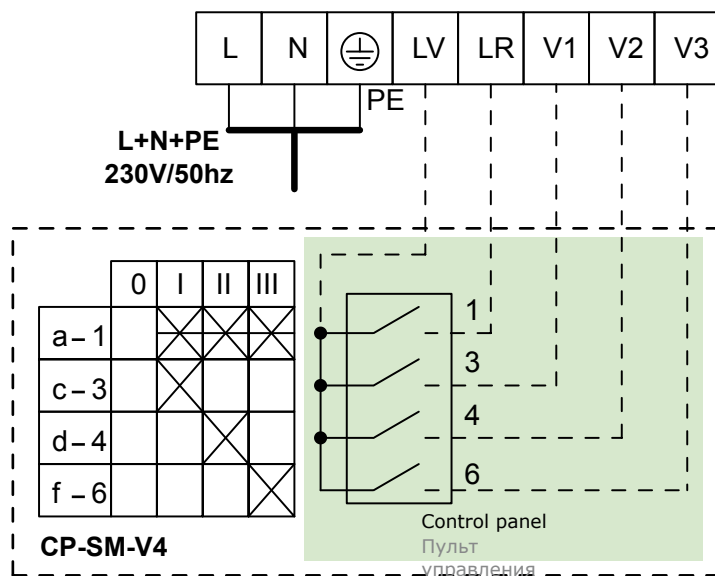 L N LV LR V1 V2 V3
PE
L+N+PE
230V/50hz
0 I II III
a–1
c–3
d–4
f–6
1
3
4
6
Control panel
Пульт
управления
CP-SM-V4